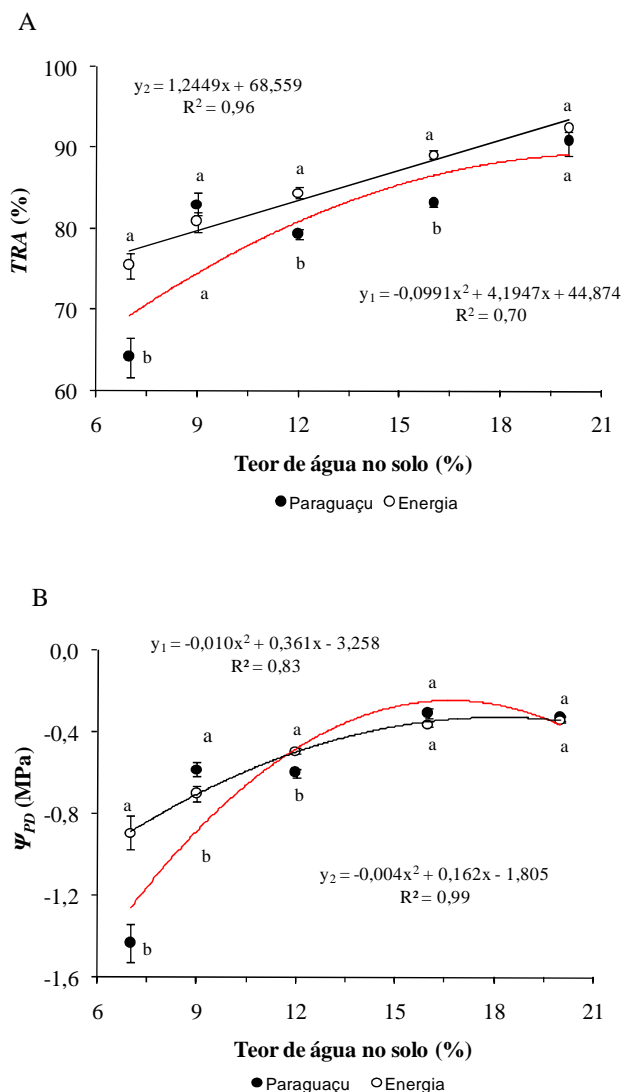 A
100
90
80
70
60
TRA (%)
y₂ = 1,2449x + 68,559
R² = 0,96
a
a
a
a
a
a
b
b
a
b
y₁ = -0,0991x² + 4,1947x + 44,874
R² = 0,70
6 9 12 15 18 21
Teor de água no solo (%)
Paraguaçu Energia
B
0,0
-0,4
-0,8
-1,2
-1,6
Ψ_PD (MPa)
y₁ = -0,010x² + 0,361x - 3,258
R² = 0,83
a
a
a
a
a
a
a
b
b
b
y₂ = -0,004x² + 0,162x - 1,805
R² = 0,99
6 9 12 15 18 21
Teor de água no solo (%)
Paraguaçu Energia